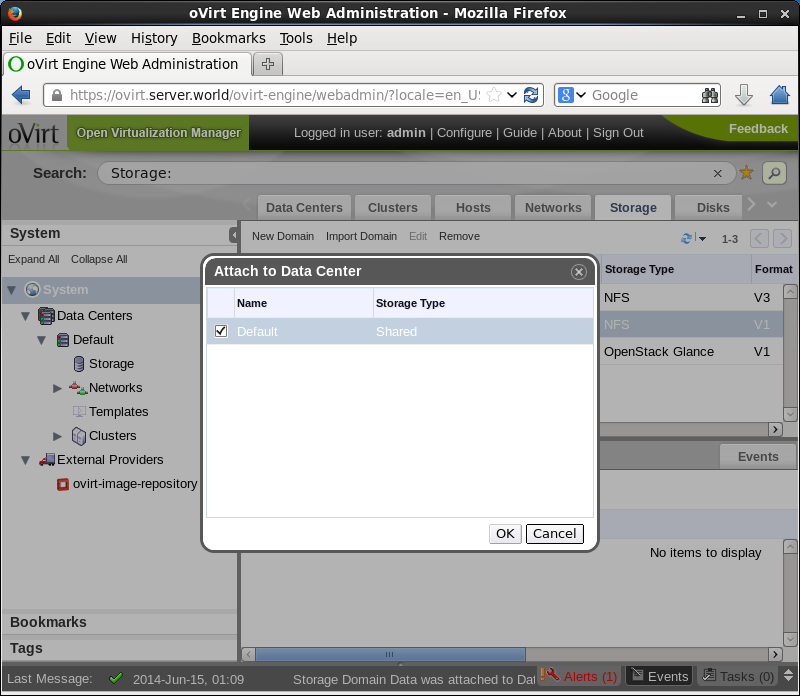 oVirt Engine Web Administration - Mozilla Firefox
File Edit View History Bookmarks Tools Help
oVirt Engine Web Administration
https://ovirt.server.world/ovirt-engine/webadmin/?locale=en_US
Google
oVirt Open Virtualization Manager
Logged in user: admin | Configure | Guide | About | Sign Out
Feedback
Search: Storage:
Data Centers Clusters Hosts Networks Storage Disks
System
Expand All Collapse All
System
Data Centers
Default
Storage
Networks
Templates
Clusters
External Providers
ovirt-image-repository
Bookmarks
Tags
New Domain Import Domain Edit Remove
1-3
Storage Type Format
NFS V3
NFS V1
OpenStack Glance V1
Attach to Data Center
Name Storage Type
Default Shared
OK Cancel
Events
No items to display
Last Message: 2014-Jun-15, 01:09 Storage Domain Data was attached to Dat
Alerts (1) Events Tasks (0)